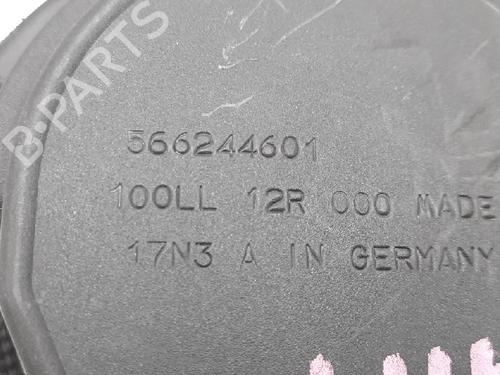 B-PARTS
566244601
100LL 12R 000 MADE
17N3 A IN GERMANY